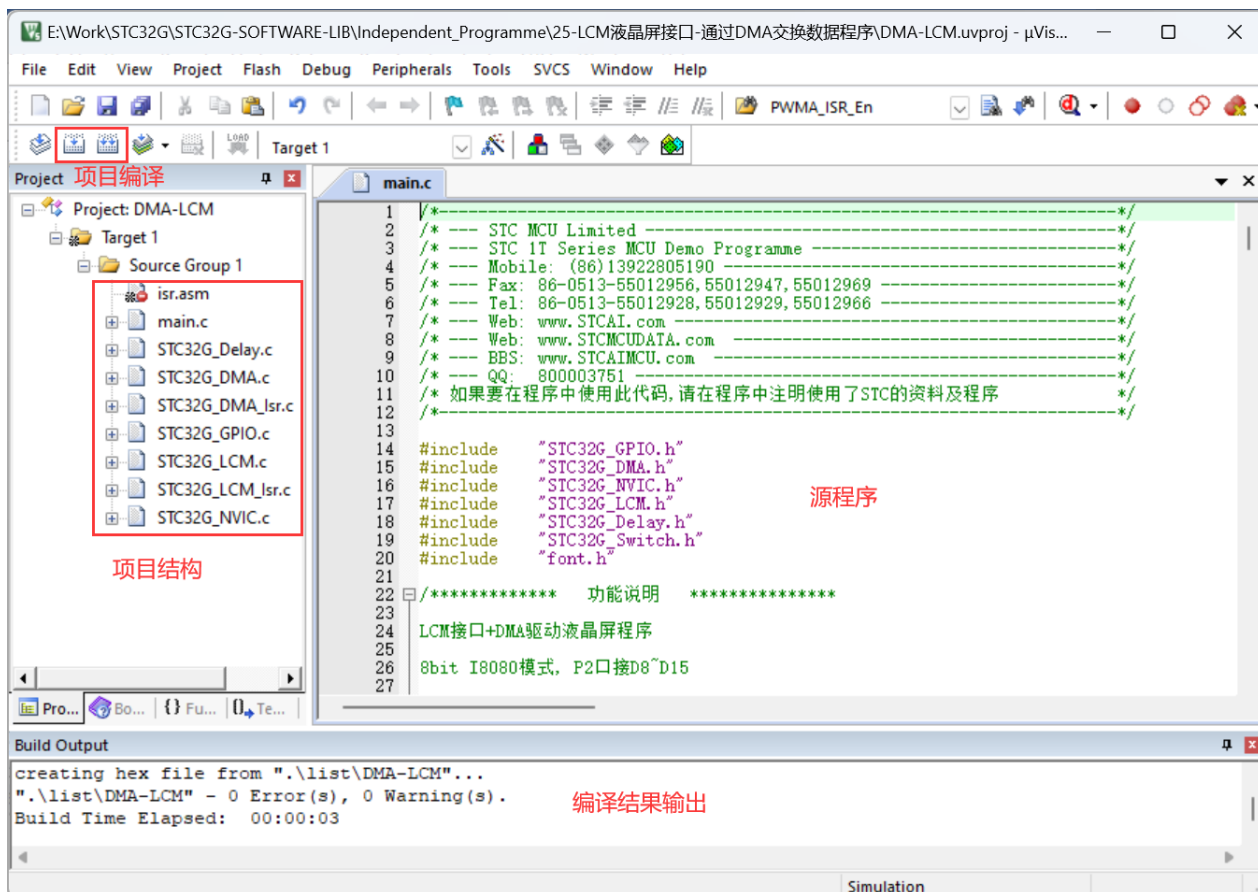 E:\Work\STC32G\STC32G-SOFTWARE-LIB\Independent_Programme\25-LCM液晶屏接口-通过DMA交换数据程序\DMA-LCM.uvproj - µVis...
File Edit View Project Flash Debug Peripherals Tools SVCS Window Help
PWMA_ISR_En
LOAD
Target 1
Project 项目编译
main.c
Project: DMA-LCM
Target 1
Source Group 1
isr.asm
main.c
STC32G_Delay.c
STC32G_DMA.c
STC32G_DMA_Isr.c
STC32G_GPIO.c
STC32G_LCM.c
STC32G_LCM_Isr.c
STC32G_NVIC.c
项目结构
Pro... Bo... {} Fu... 0 Te...
1 /*---------------------------------------------------------------------*/
2 /* --- STC MCU Limited ------------------------------------------------*/
3 /* --- STC 1T Series MCU Demo Programme -------------------------------*/
4 /* --- Mobile: (86)13922805190 ----------------------------------------*/
5 /* --- Fax: 86-0513-55012956,55012947,55012969 ------------------------*/
6 /* --- Tel: 86-0513-55012928,55012929,55012966 ------------------------*/
7 /* --- Web: www.STCAI.com ---------------------------------------------*/
8 /* --- Web: www.STCMCUDATA.com  ---------------------------------------*/
9 /* --- BBS: www.STCAIMCU.com  -----------------------------------------*/
10 /* --- QQ:  800003751 -------------------------------------------------*/
11 /* 如果要在程序中使用此代码,请在程序中注明使用了STC的资料及程序 */
12 /*---------------------------------------------------------------------*/
13
14 #include "STC32G_GPIO.h"
15 #include "STC32G_DMA.h"
16 #include "STC32G_NVIC.h"
17 #include "STC32G_LCM.h"
18 #include "STC32G_Delay.h"
19 #include "STC32G_Switch.h"
20 #include "font.h"
源程序
21
22 /************* 功能说明 ***************
23
24 LCM接口+DMA驱动液晶屏程序
25
26 8bit I8080模式, P2口接D8~D15
27
Build Output
creating hex file from ".\list\DMA-LCM"...
".\list\DMA-LCM" - 0 Error(s), 0 Warning(s).
Build Time Elapsed:  00:00:03
编译结果输出
Simulation